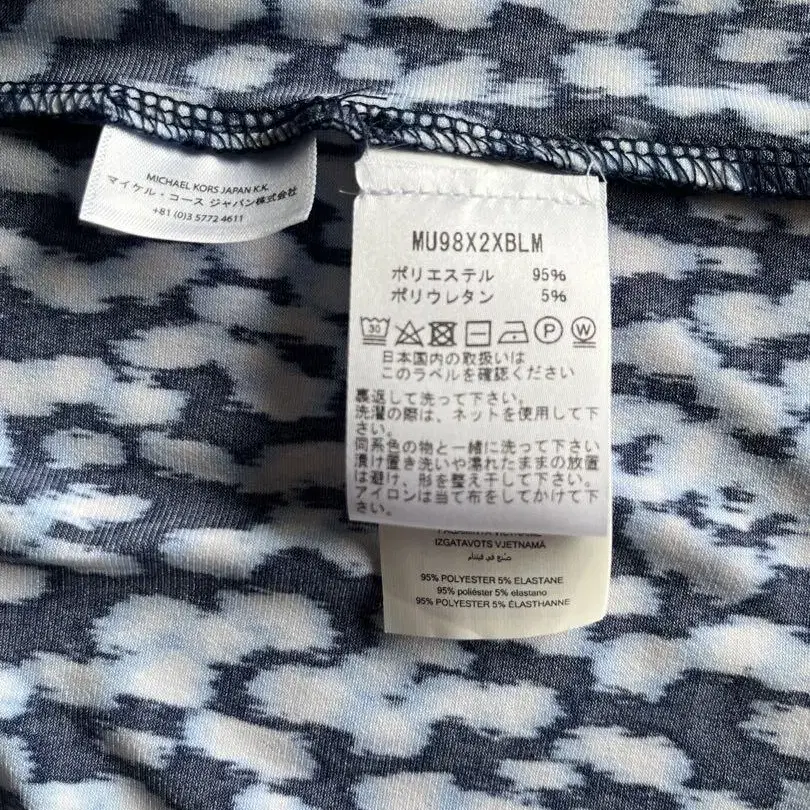 MICHAEL KORS JAPAN K.K.
マイケル・コース ジャパン株式会社
+81 (0)3 5772 4611
MU98X2XBLM
ポリエステル 95%
ポリウレタン 5%
30
P
W
日本国内の取扱いは
このラベルを確認ください
裏返して洗って下さい。
洗濯の際は、ネットを使用して下
さい。
同系色の物と一緒に洗って下さい
漬け置き洗いや濡れたままの放置
は避け、形を整え干して下さい。
アイロンは当て布をしてかけて下
さい。
IZGATAVOTS VJETNAMĀ
صنع في فيتنام
95% POLYESTER 5% ELASTANE
95% poliéster 5% elastano
95% POLYESTER 5% ÉLASTHANNE